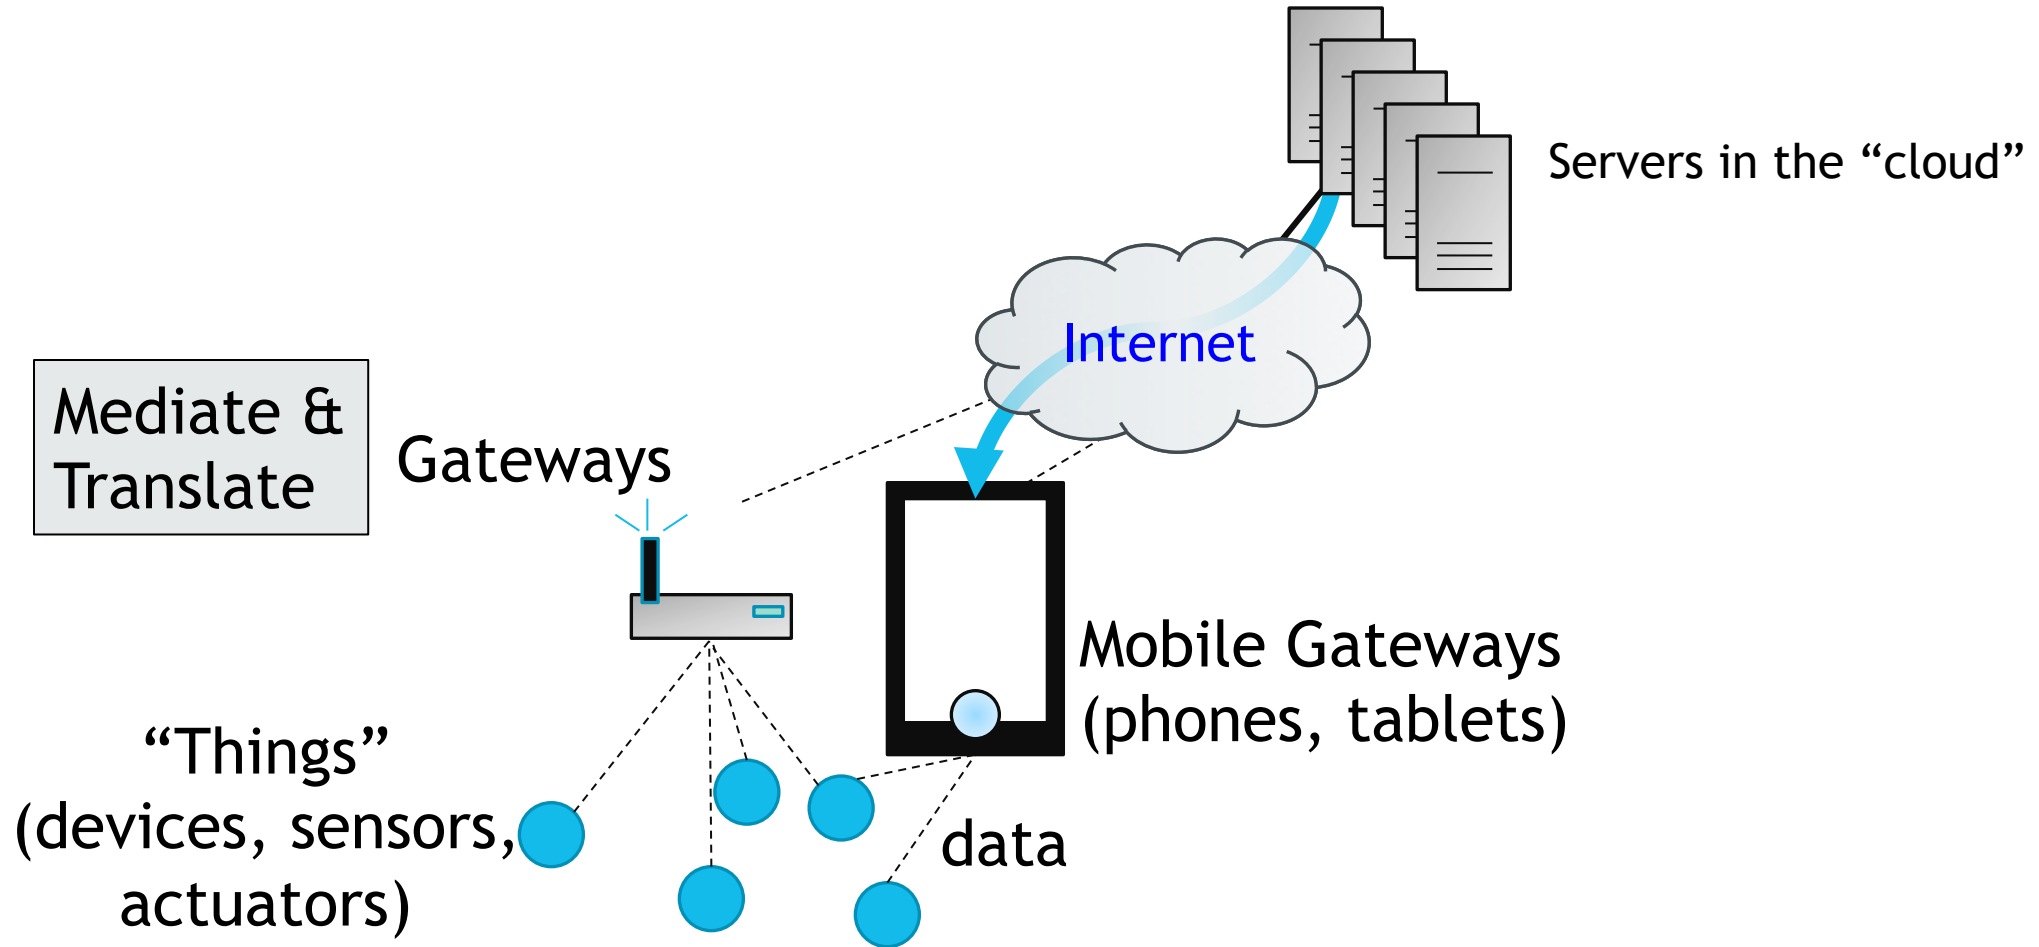 Servers in the “cloud”
Internet
Mediate &
Translate
Gateways
Mobile Gateways
(phones, tablets)
“Things”
(devices, sensors,
actuators)
data